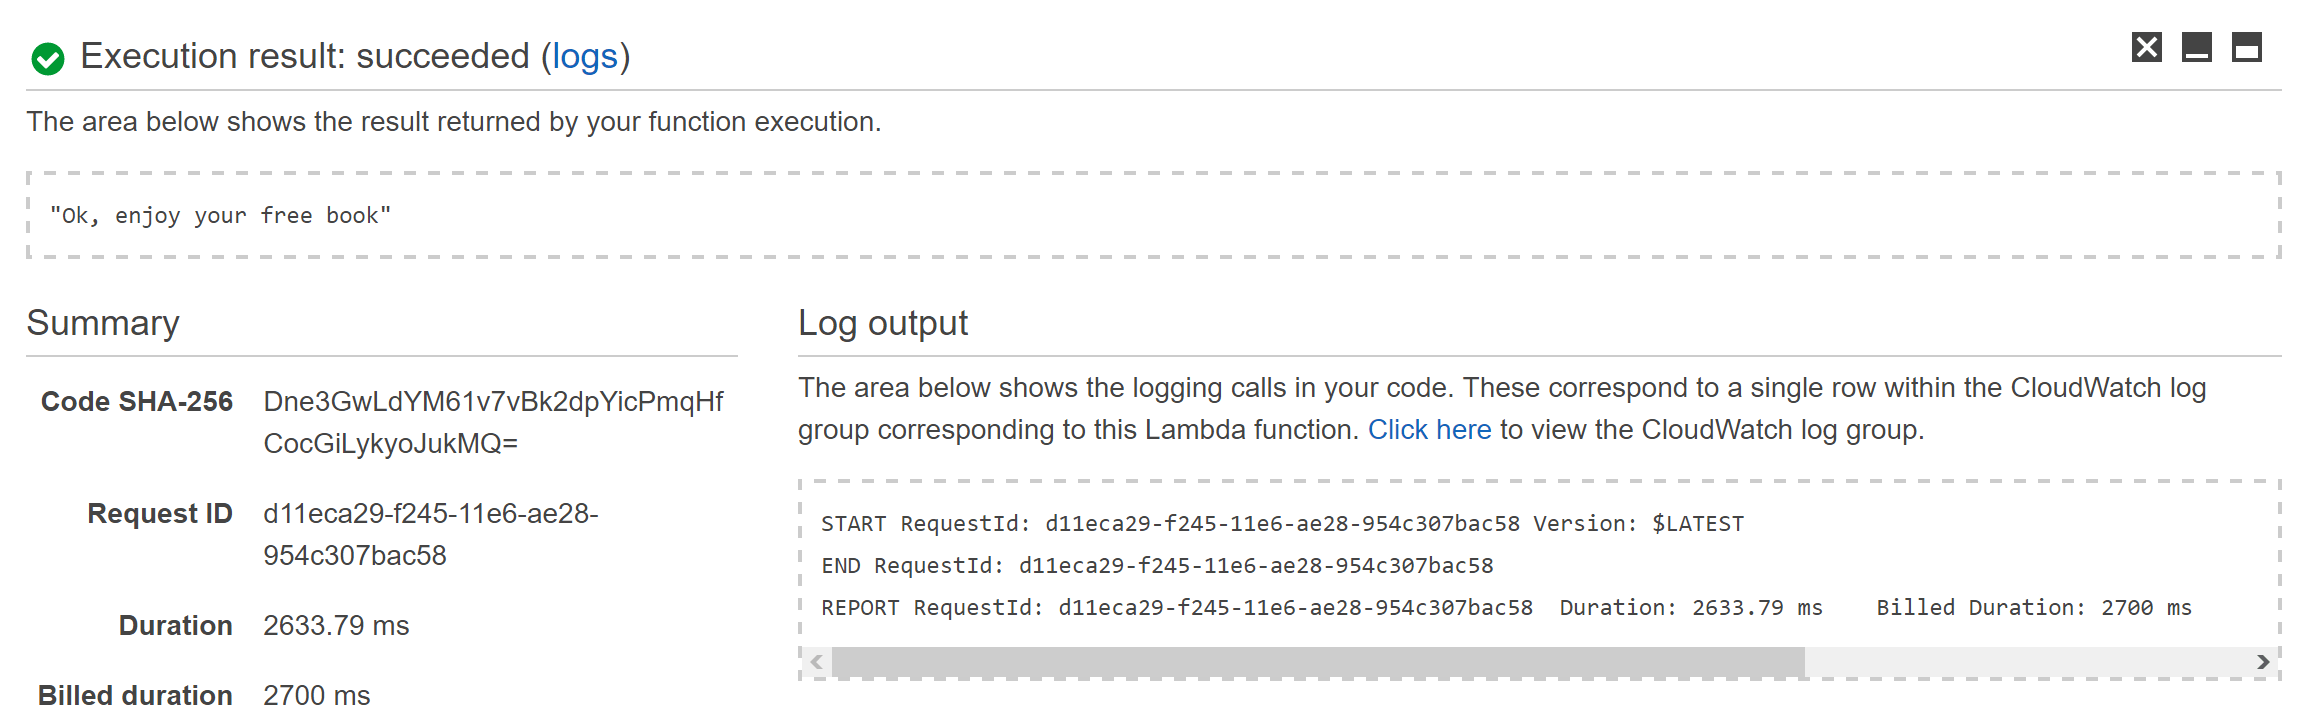 Execution result: succeeded (logs)
The area below shows the result returned by your function execution.
"Ok, enjoy your free book"
Summary
Code SHA-256 Dne3GwLdYM61v7vBk2dpYicPmqHf
CocGiLykyoJukMQ=
Request ID d11eca29-f245-11e6-ae28-
954c307bac58
Duration 2633.79 ms
Billed duration 2700 ms
Log output
The area below shows the logging calls in your code. These correspond to a single row within the CloudWatch log
group corresponding to this Lambda function. Click here to view the CloudWatch log group.
START RequestId: d11eca29-f245-11e6-ae28-954c307bac58 Version: $LATEST
END RequestId: d11eca29-f245-11e6-ae28-954c307bac58
REPORT RequestId: d11eca29-f245-11e6-ae28-954c307bac58 Duration: 2633.79 ms Billed Duration: 2700 ms